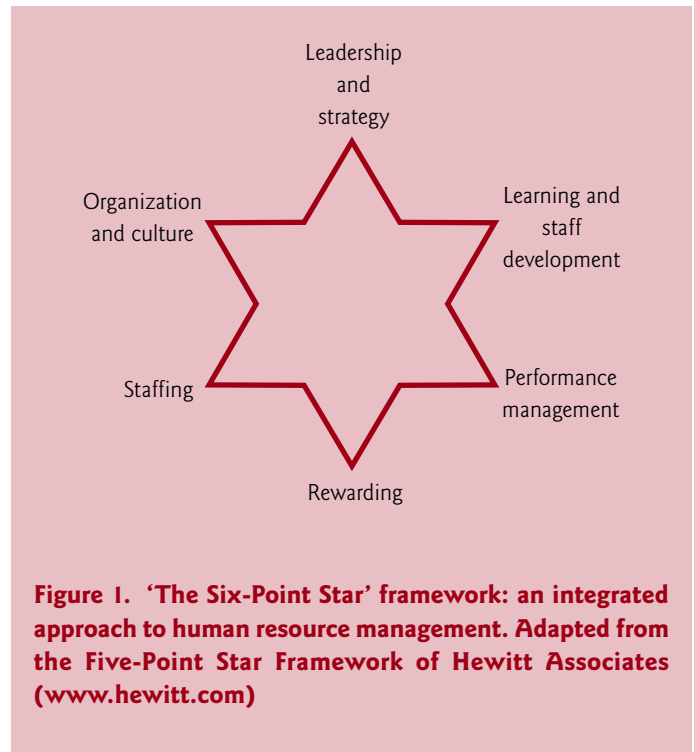 Leadership
and
strategy
Organization
and culture
Learning and
staff
development
Staffing
Performance
management
Rewarding
Figure 1. ‘The Six-Point Star’ framework: an integrated
approach to human resource management. Adapted from
the Five-Point Star Framework of Hewitt Associates
(www.hewitt.com)